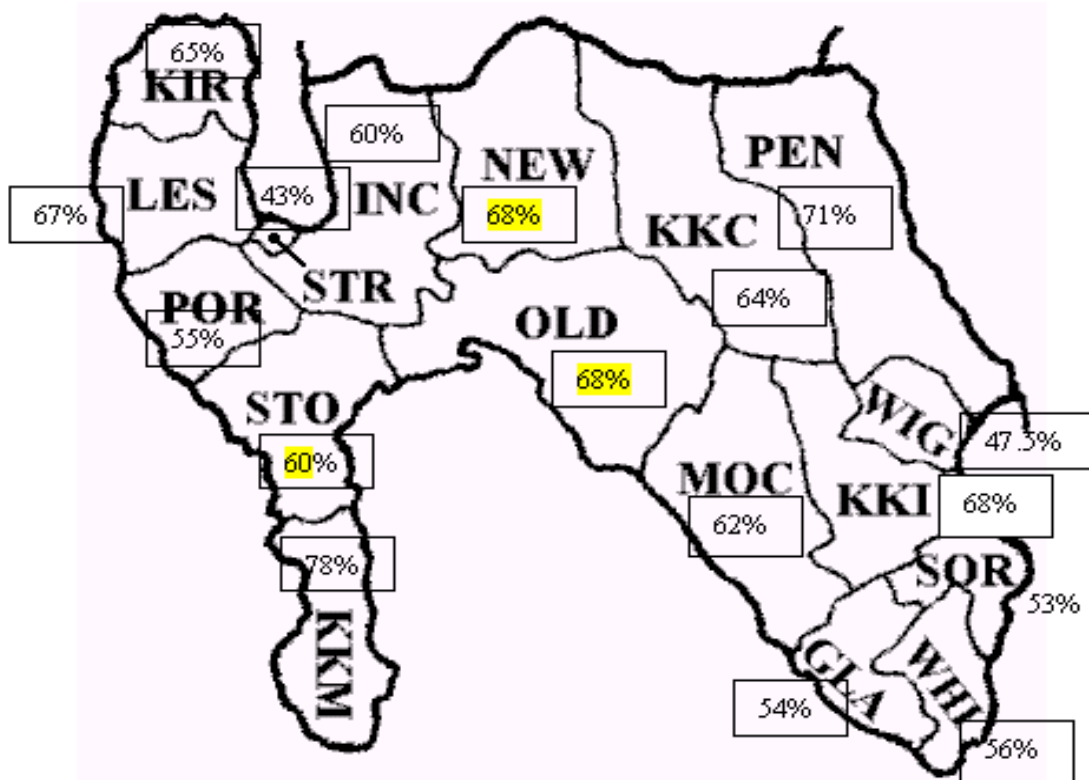 65%
KIR
60%
NEW
PEN
LES
43%
INC
67%
68%
KKC
71%
STR
64%
POR
OLD
55%
68%
STO
WIG
60%
47.5%
MOC
KKI
68%
62%
78%
SOR
53%
KKM
GLA
WHI
54%
56%